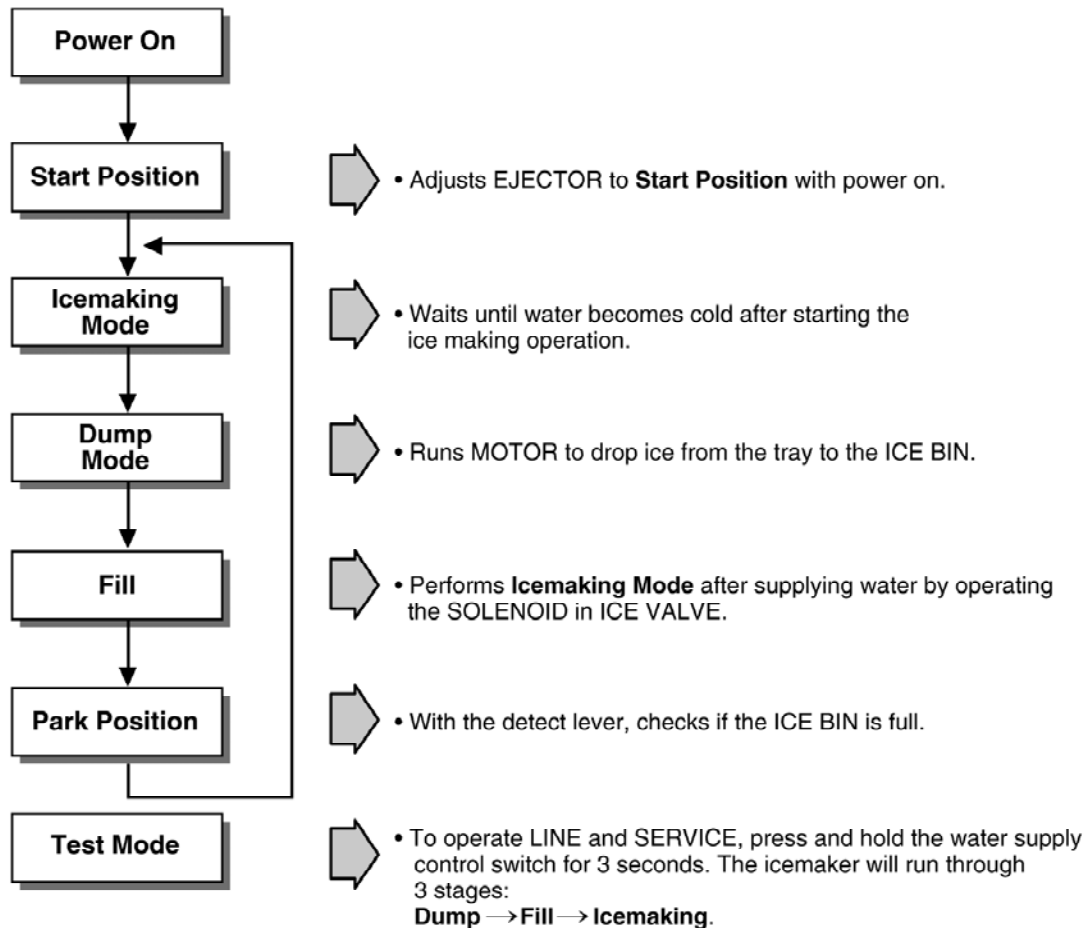 Power On
Start Position
• Adjusts EJECTOR to Start Position with power on.
Icemaking
Mode
• Waits until water becomes cold after starting the
ice making operation.
Dump
Mode
• Runs MOTOR to drop ice from the tray to the ICE BIN.
Fill
• Performs Icemaking Mode after supplying water by operating
the SOLENOID in ICE VALVE.
Park Position
• With the detect lever, checks if the ICE BIN is full.
Test Mode
• To operate LINE and SERVICE, press and hold the water supply
control switch for 3 seconds. The icemaker will run through
3 stages:
Dump → Fill → Icemaking.